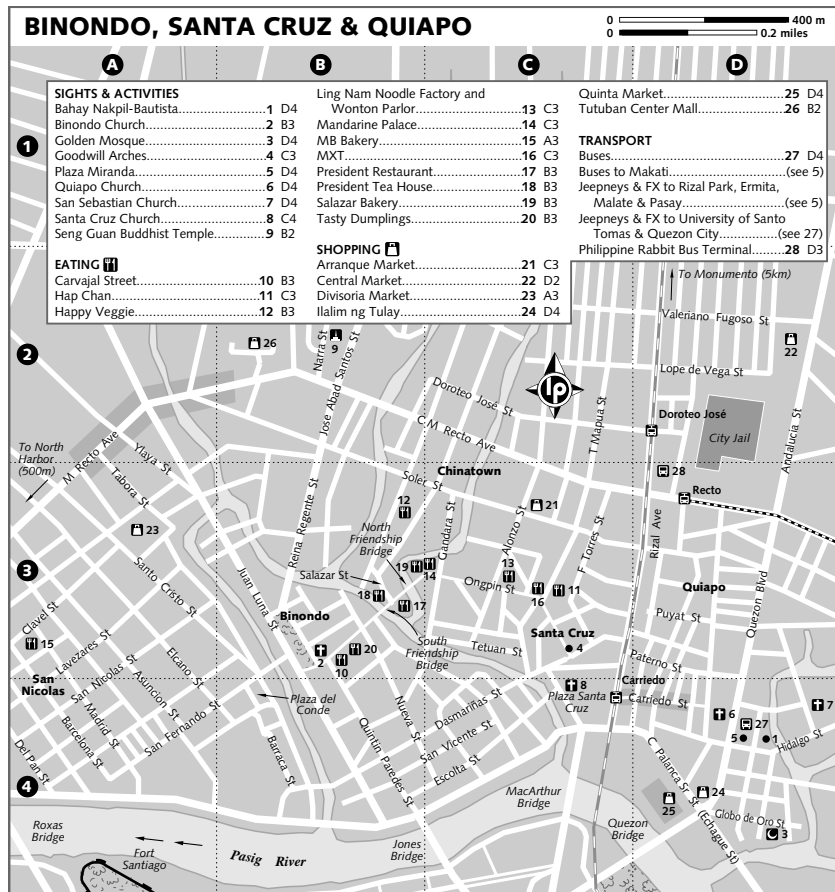 BINONDO, SANTA CRUZ & QUIAPO
0 400 m
0 0.2 miles
A B C D
SIGHTS & ACTIVITIES
Bahay Nakpil-Bautista 1 D4
Binondo Church 2 B3
Golden Mosque 3 D4
Goodwill Arches 4 C3
Plaza Miranda 5 D4
Quiapo Church 6 D4
San Sebastian Church 7 D4
Santa Cruz Church 8 C4
Seng Guan Buddhist Temple 9 B2
EATING
Carvajal Street 10 B3
Hap Chan 11 C3
Happy Veggie 12 B3
Ling Nam Noodle Factory and
Wonton Parlor 13 C3
Mandarine Palace 14 C3
MB Bakery 15 A3
MXT 16 C3
President Restaurant 17 B3
President Tea House 18 B3
Salazar Bakery 19 B3
Tasty Dumplings 20 B3
SHOPPING
Arranque Market 21 C3
Central Market 22 D2
Divisoria Market 23 A3
Ilalim ng Tulay 24 D4
Quinta Market 25 D4
Tutuban Center Mall 26 B2
TRANSPORT
Buses 27 D4
Buses to Makati (see 5)
Jeepneys & FX to Rizal Park, Ermita,
Malate & Pasay (see 5)
Jeepneys & FX to University of Santo
Tomas & Quezon City (see 27)
Philippine Rabbit Bus Terminal 28 D3
1
To Monumento (5km)
Valeriano Fugoso St
22
26
Narra St
9
Jose Abad Santos St
2
lp
Lope de Vega St
Doroteo José St
T Mapua St
Doroteo José
City Jail
Andalucia St
C M Recto Ave
To North
Harbor
(500m)
M Recto Ave
Ylaya St
Tabora St
Chinatown
Soler St
28
Recto
12
21
Reina Regente St
North
Friendship
Bridge
Gandara St
Alonzo St
F Torres St
Rizal Ave
23
3
Santo Cristo St
Juan Luna St
Salazar St
19
14
13
Ongpin St
16
11
Quiapo
Quezon Blvd
18
17
Puyat St
Clavel St
15
Binondo
2
10
20
South
Friendship
Bridge
Tetuan St
Santa Cruz
4
Lavezares St
San
Nicolas
San Nicolas St
Elcano St
Asuncion St
Madrid St
Barcelona St
San Fernando St
Del Pan St
Plaza del
Conde
Barraca St
Nueva St
Quintin Paredes St
Dasmariñas St
San Vicente St
Escolta St
Paterno St
Carriedo
Carriedo St
8
Plaza Santa
Cruz
6
27
5
1
7
Hidalgo St
C. Palanca Sr. St (Echague St)
24
25
Globo de Oro St
3
4
MacArthur
Bridge
Quezon
Bridge
Roxas
Bridge
Fort
Santiago
Pasig River
Jones
Bridge